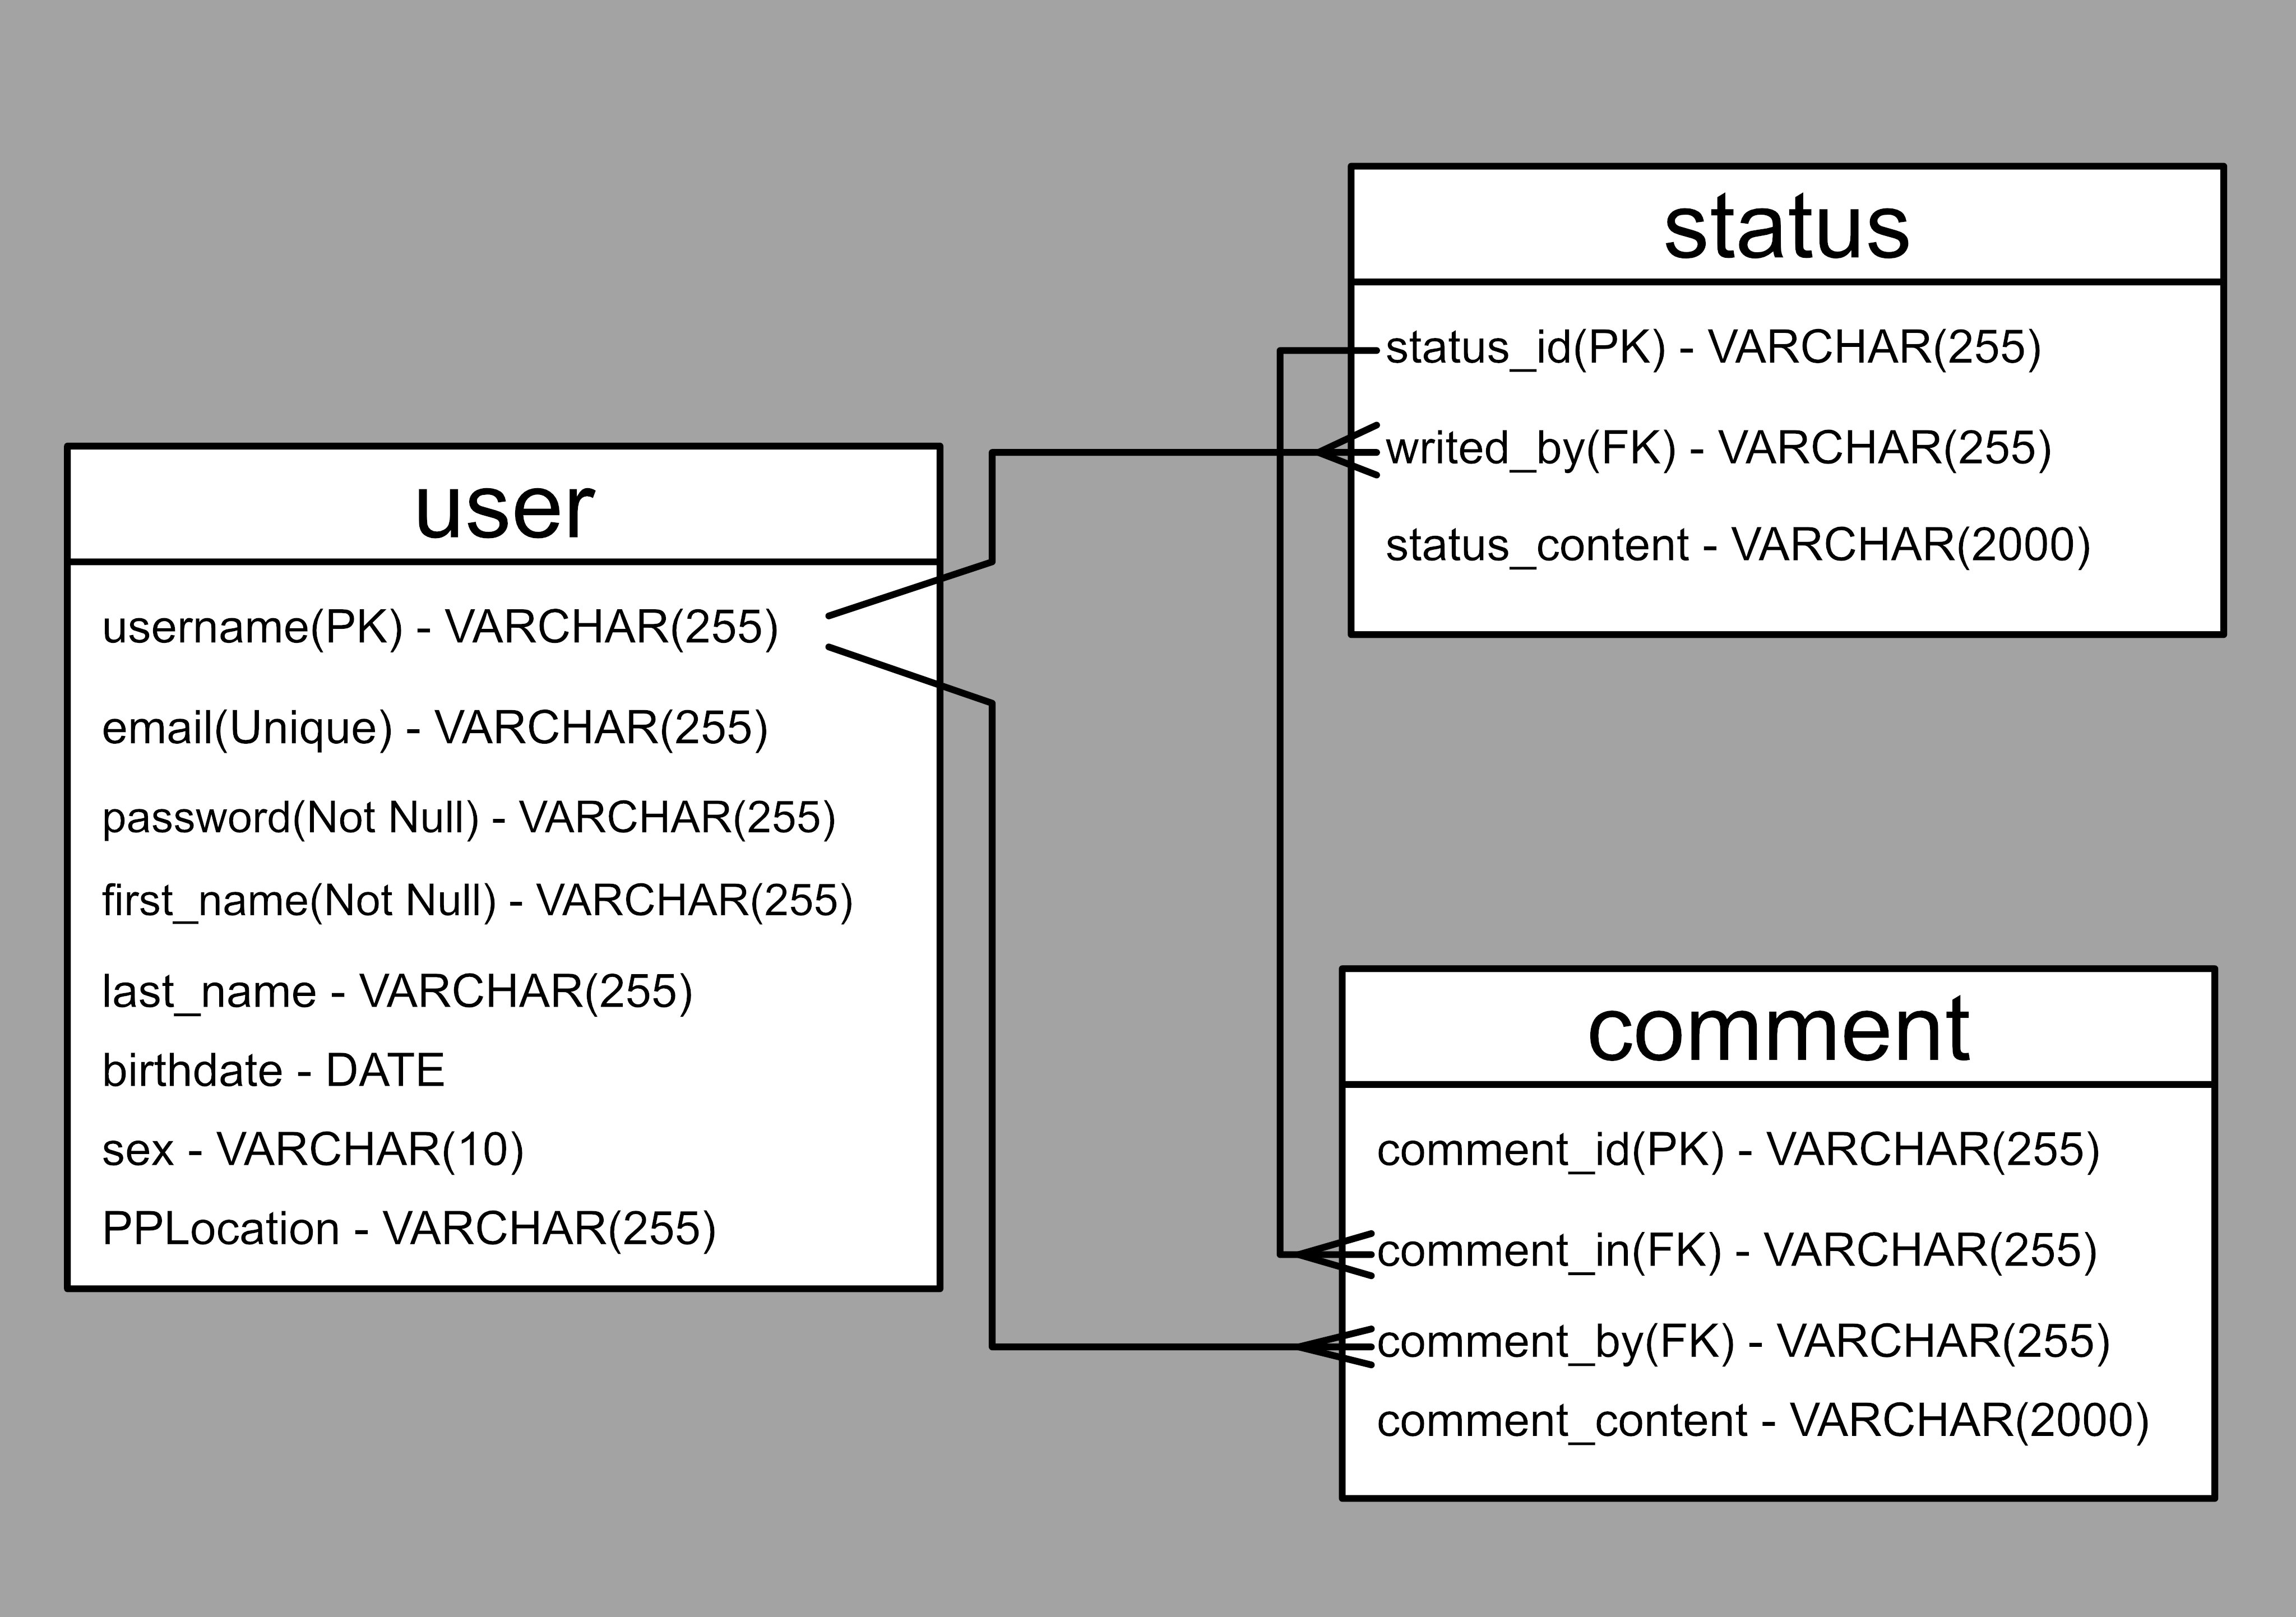 user
username(PK) - VARCHAR(255)
email(Unique) - VARCHAR(255)
password(Not Null) - VARCHAR(255)
first_name(Not Null) - VARCHAR(255)
last_name - VARCHAR(255)
birthdate - DATE
sex - VARCHAR(10)
PPLocation - VARCHAR(255)
status
status_id(PK) - VARCHAR(255)
writed_by(FK) - VARCHAR(255)
status_content - VARCHAR(2000)
comment
comment_id(PK) - VARCHAR(255)
comment_in(FK) - VARCHAR(255)
comment_by(FK) - VARCHAR(255)
comment_content - VARCHAR(2000)